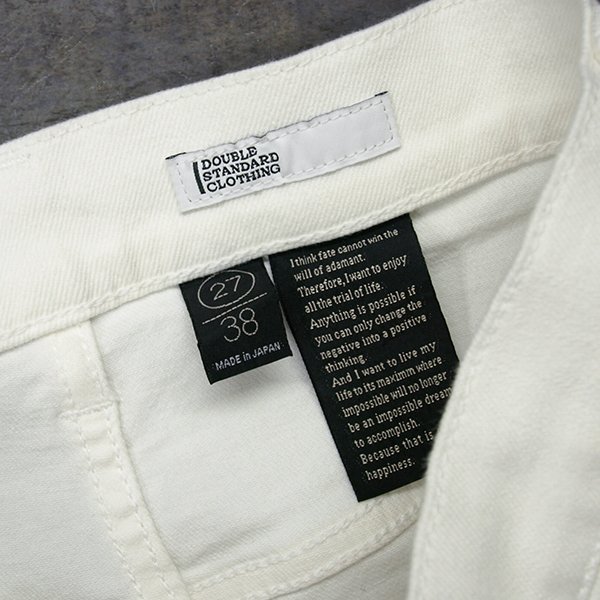 DOUBLE
STANDARD
CLOTHING
27
38
MADE IN JAPAN
I think fate cannot win the
will of adamant.
Therefore, I want to enjoy
all the trial of life.
Anything is possible if
you can only change the
negative into a positive
thinking.
And I want to live my
life to its maximm where
impossible will no longer
be an impossible dream
to accomplish.
Because that is
happiness.